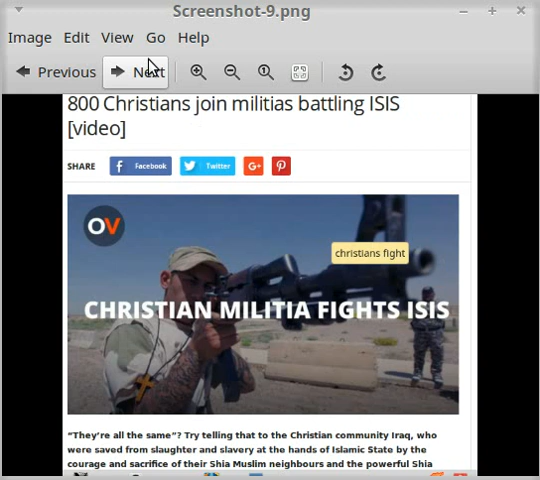 Screenshot-9.png
Image Edit View Go Help
Previous Next
800 Christians join militias battling ISIS
[video]
SHARE Facebook Twitter G+
OV
christians fight
CHRISTIAN MILITIA FIGHTS ISIS
“They’re all the same”? Try telling that to the Christian community Iraq, who
were saved from slaughter and slavery at the hands of Islamic State by the
courage and sacrifice of their Shia Muslim neighbours and the powerful Shia